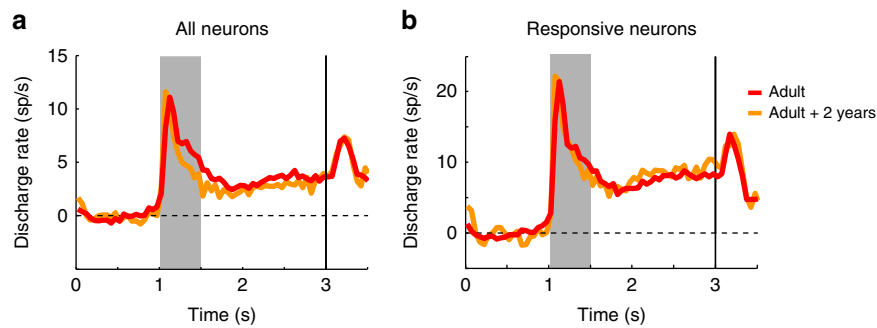 a
All neurons
Discharge rate (sp/s)
15
10
5
0
0
1
2
3
Time (s)
b
Responsive neurons
Discharge rate (sp/s)
20
10
0
0
1
2
3
Time (s)
Adult
Adult + 2 years